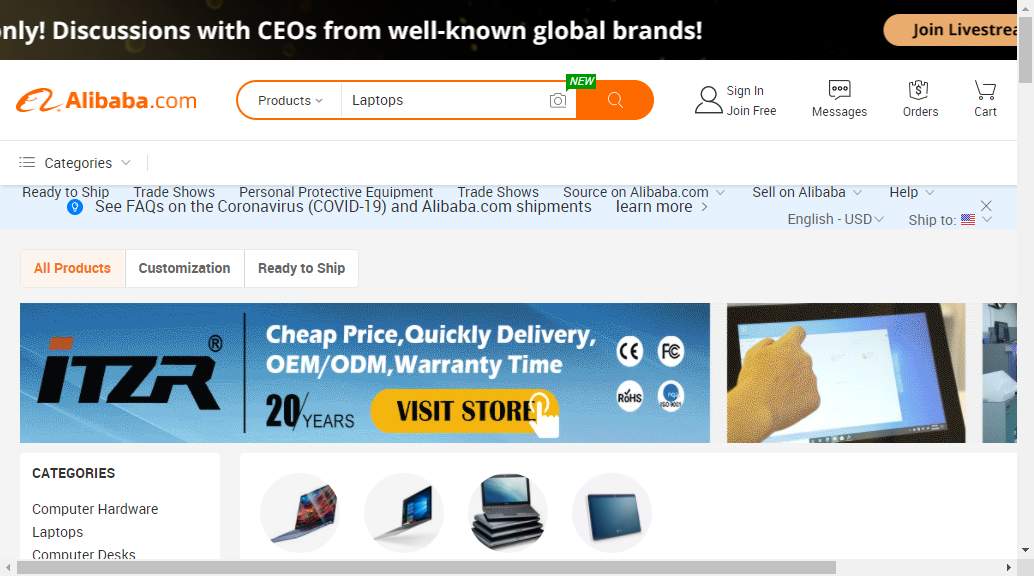 only! Discussions with CEOs from well-known global brands!
Join Livestrea
Alibaba.com
Products
Laptops
NEW
Sign In
Join Free
Messages
Orders
Cart
Categories
Ready to Ship
Trade Shows
Personal Protective Equipment
Trade Shows
Source on Alibaba.com
Sell on Alibaba
Help
See FAQs on the Coronavirus (COVID-19) and Alibaba.com shipments
learn more
English - USD
Ship to:
All Products
Customization
Ready to Ship
ITZR®
Cheap Price,Quickly Delivery,
OEM/ODM,Warranty Time
20/YEARS
VISIT STORE
CE
FC
RoHS
ISO 9001
CATEGORIES
Computer Hardware
Laptops
Computer Desks